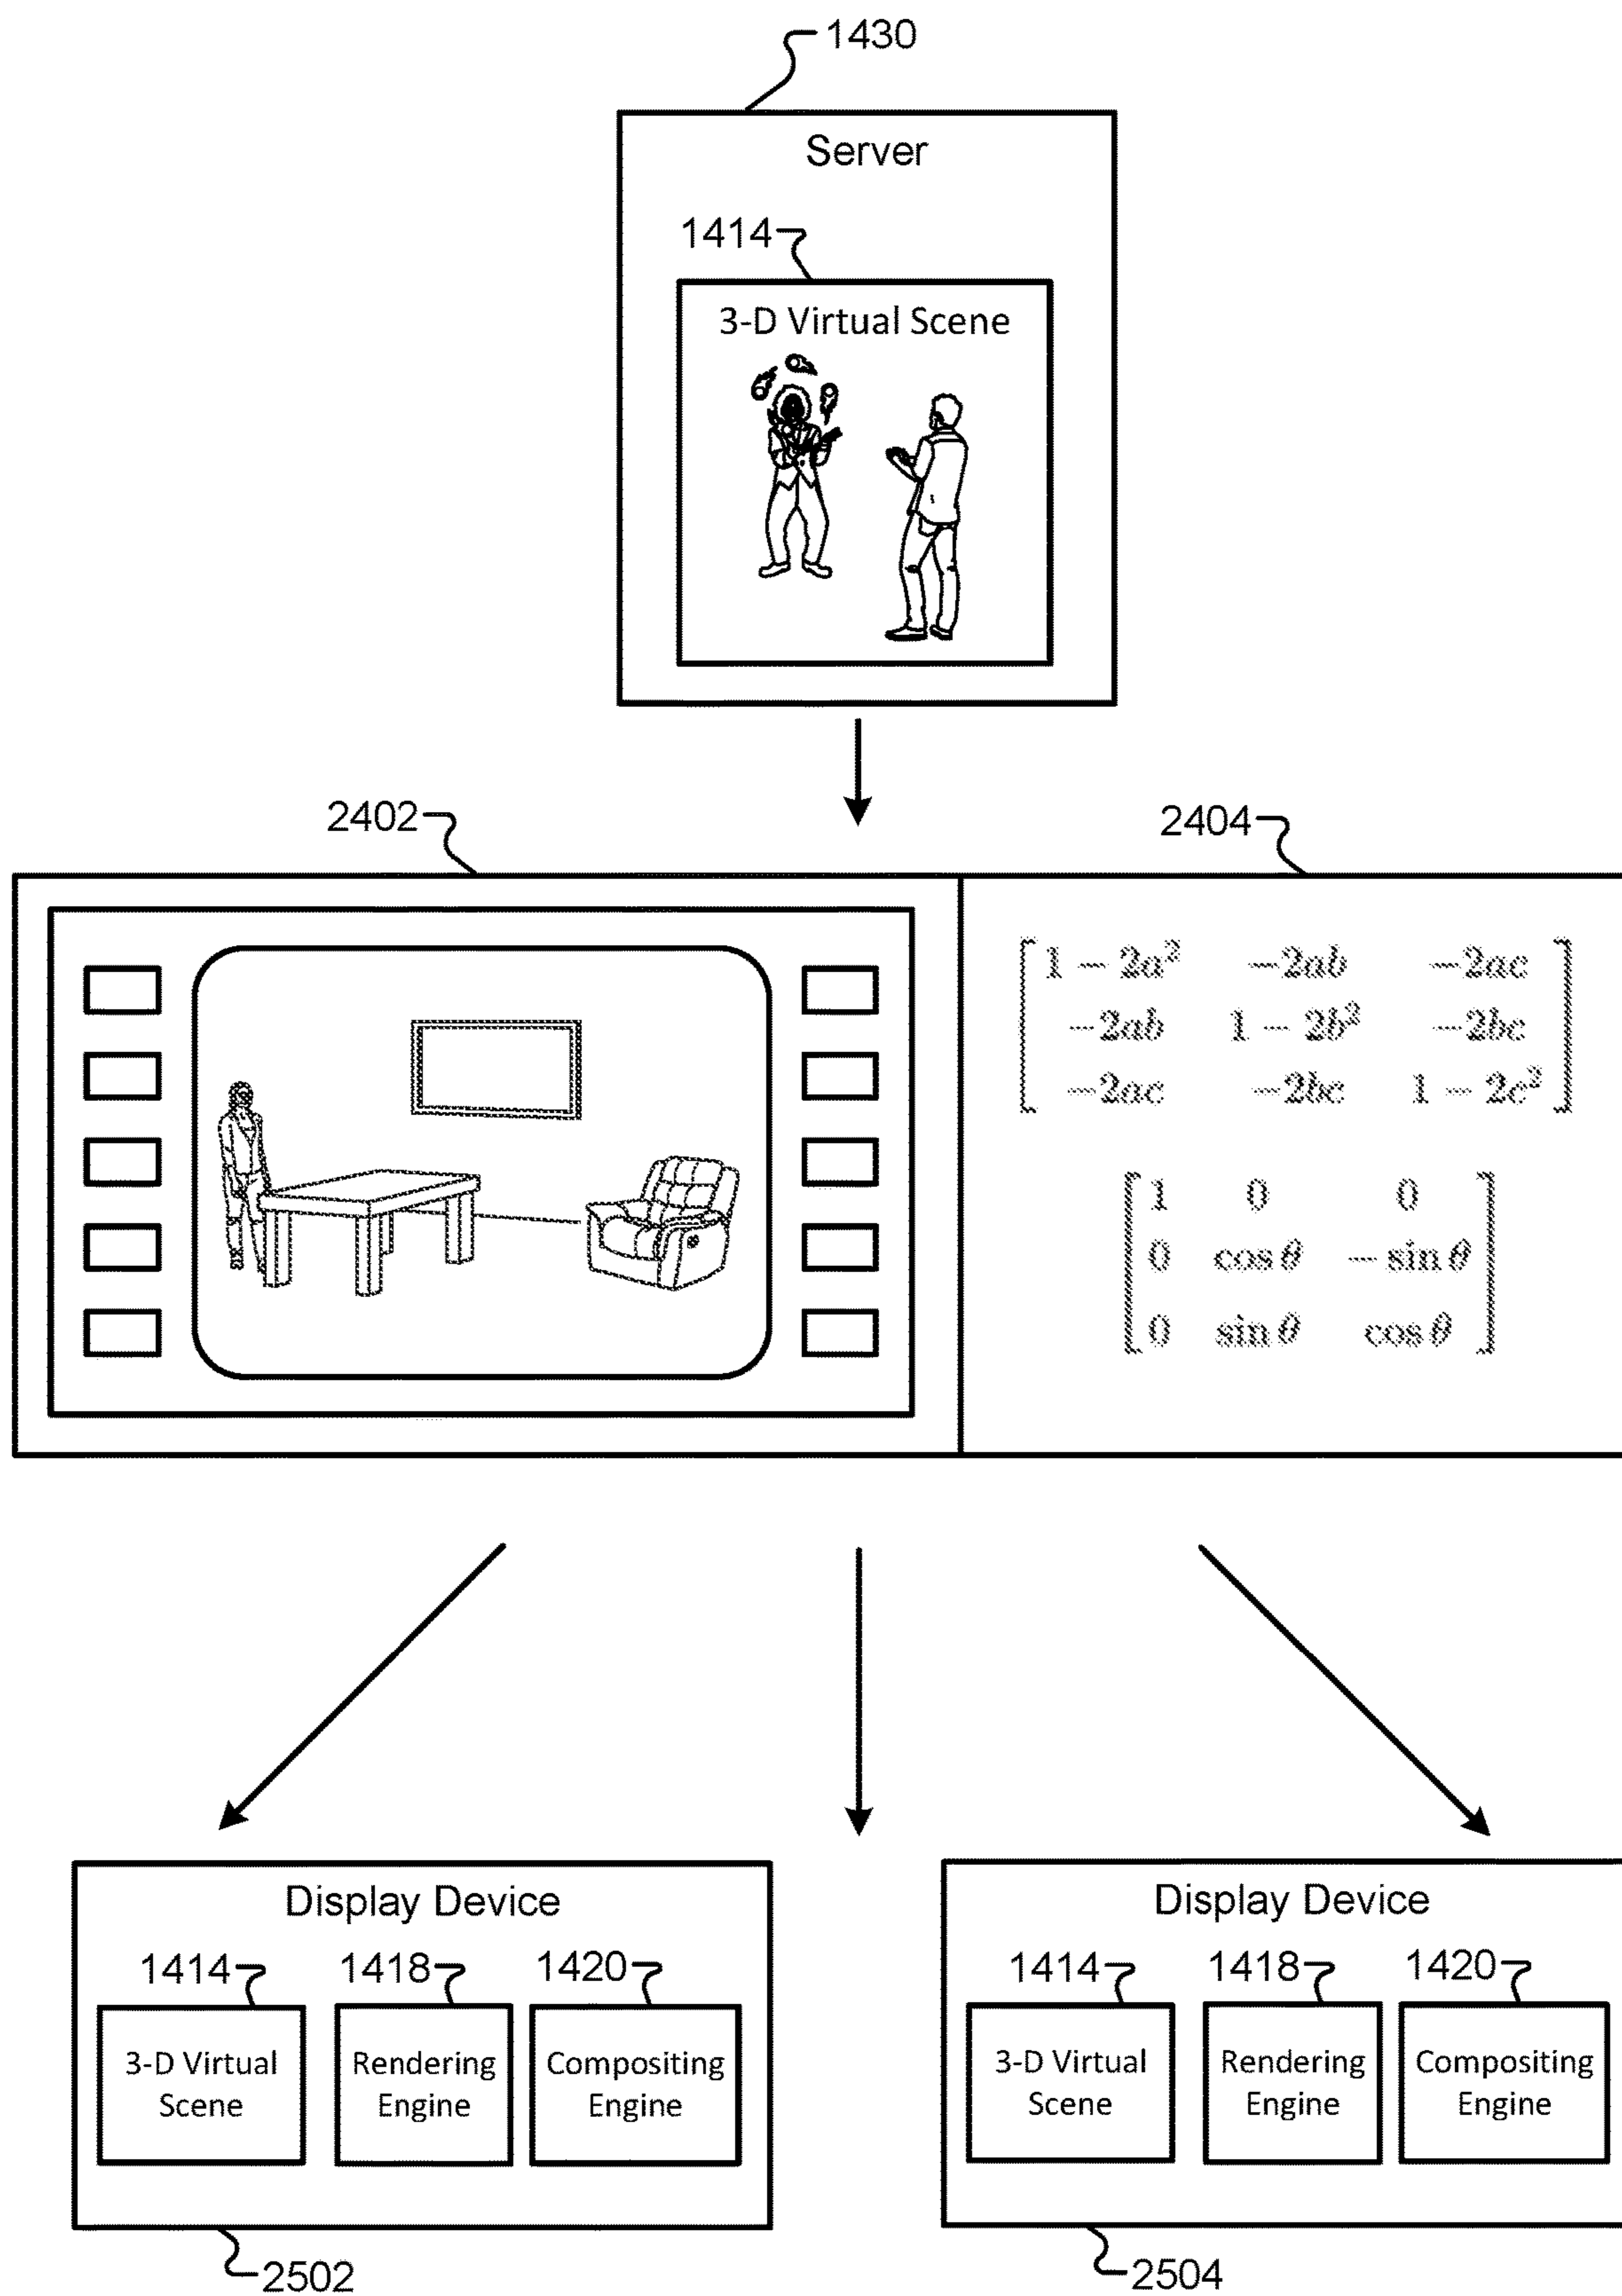 1430
Server
1414
3-D Virtual Scene
2402
2404
1 − 2a² −2ab −2ac
−2ab 1 − 2b² −2bc
−2ac −2bc 1 − 2c²
1 0 0
0 cos θ − sin θ
0 sin θ cos θ
Display Device
1414 1418 1420
3-D Virtual
Scene
Rendering
Engine
Compositing
Engine
2502
Display Device
1414 1418 1420
3-D Virtual
Scene
Rendering
Engine
Compositing
Engine
2504